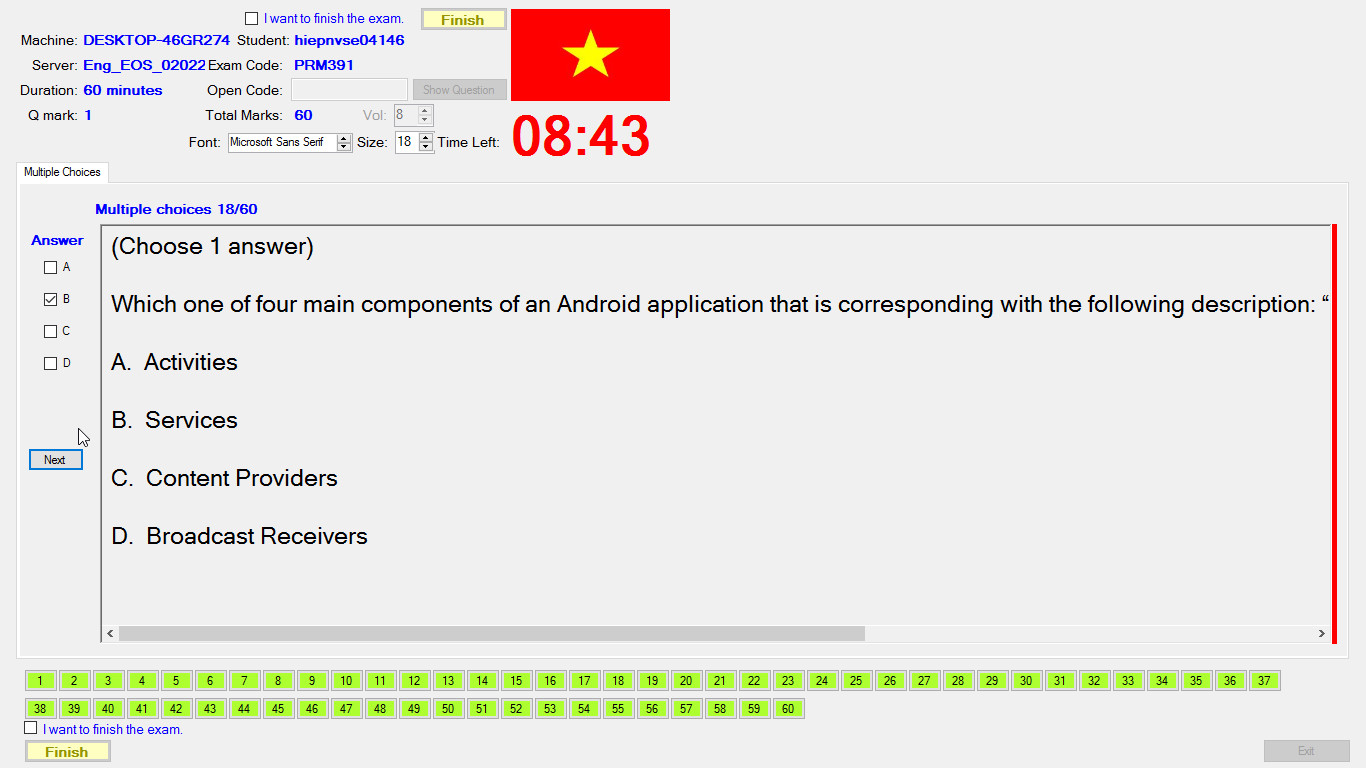 I want to finish the exam. Finish
Machine: DESKTOP-46GR274 Student: hiepnvse04146
Server: Eng_EOS_02022 Exam Code: PRM391
Duration: 60 minutes Open Code: Show Question
Q mark: 1 Total Marks: 60 Vol: 8
Font: Microsoft Sans Serif Size: 18 Time Left: 08:43
Multiple Choices
Multiple choices 18/60
Answer
A
B
C
D
Next
(Choose 1 answer)
Which one of four main components of an Android application that is corresponding with the following description: “
A. Activities
B. Services
C. Content Providers
D. Broadcast Receivers
1 2 3 4 5 6 7 8 9 10 11 12 13 14 15 16 17 18 19 20 21 22 23 24 25 26 27 28 29 30 31 32 33 34 35 36 37
38 39 40 41 42 43 44 45 46 47 48 49 50 51 52 53 54 55 56 57 58 59 60
I want to finish the exam.
Finish Exit